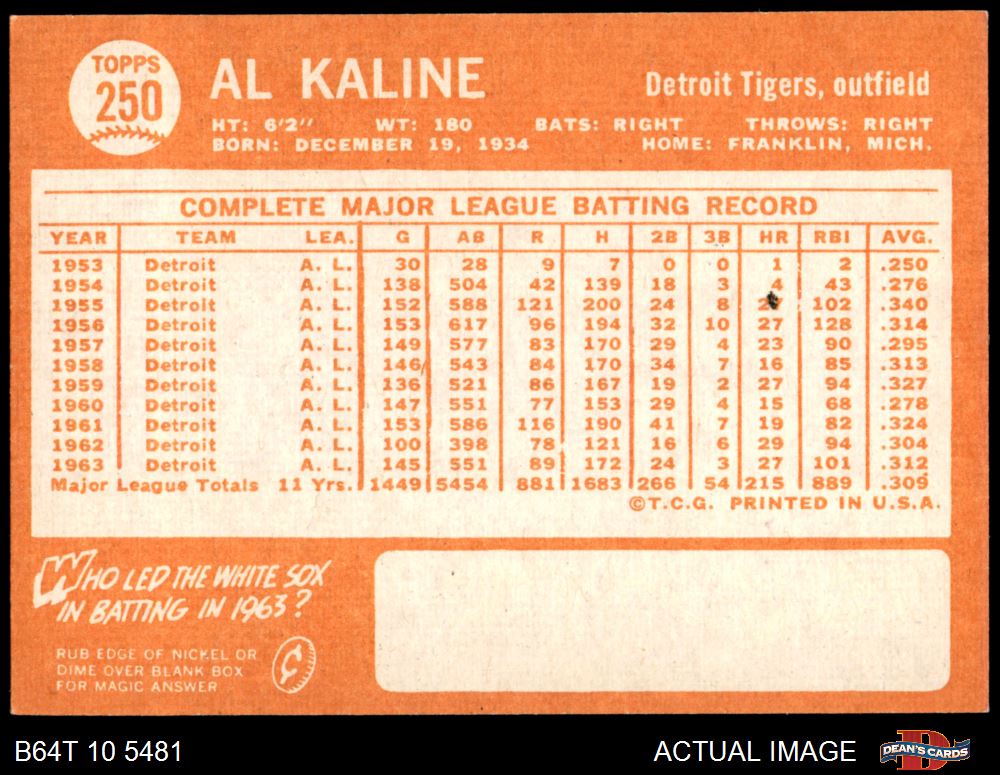 TOPPS
250
AL KALINE
Detroit Tigers, outfield
HT: 6'2" WT: 180 BATS: RIGHT THROWS: RIGHT
BORN: DECEMBER 19, 1934 HOME: FRANKLIN, MICH.
COMPLETE MAJOR LEAGUE BATTING RECORD
YEAR TEAM LEA. G AB R H 2B 3B HR RBI AVG.
1953 Detroit A. L. 30 28 9 7 0 0 1 2 .250
1954 Detroit A. L. 138 504 42 139 18 3 43 .276
1955 Detroit A. L. 152 588 121 200 24 8 102 .340
1956 Detroit A. L. 153 617 96 194 32 10 27 128 .314
1957 Detroit A. L. 149 577 83 170 29 4 23 90 .295
1958 Detroit A. L. 146 543 84 170 34 7 16 85 .313
1959 Detroit A. L. 136 521 86 167 19 2 27 94 .327
1960 Detroit A. L. 147 551 77 153 29 4 15 68 .278
1961 Detroit A. L. 153 586 116 190 41 7 19 82 .324
1962 Detroit A. L. 100 398 78 121 16 6 29 94 .304
1963 Detroit A. L. 145 551 89 172 24 3 27 101 .312
Major League Totals 11 Yrs. 1449 5454 881 1683 266 54 215 889 .309
©T.C.G. PRINTED IN U.S.A.
WHO LED THE WHITE SOX
IN BATTING IN 1963?
RUB EDGE OF NICKEL OR
DIME OVER BLANK BOX
FOR MAGIC ANSWER
B64T 10 5481 ACTUAL IMAGE DEAN'S CARDS